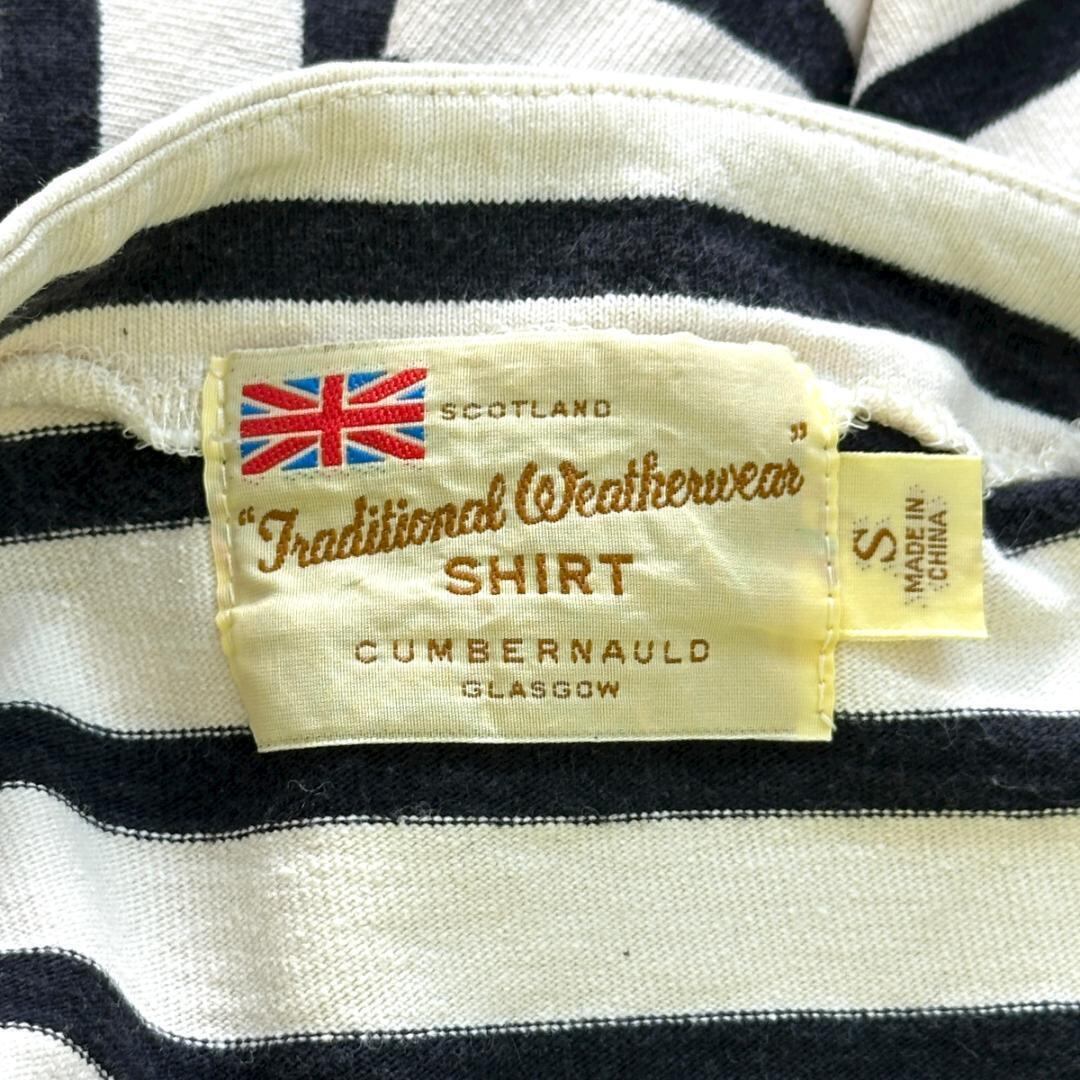 SCOTLAND
"Traditional Weatherwear"
SHIRT
CUMBERNAULD
GLASGOW
S
MADE IN
CHINA